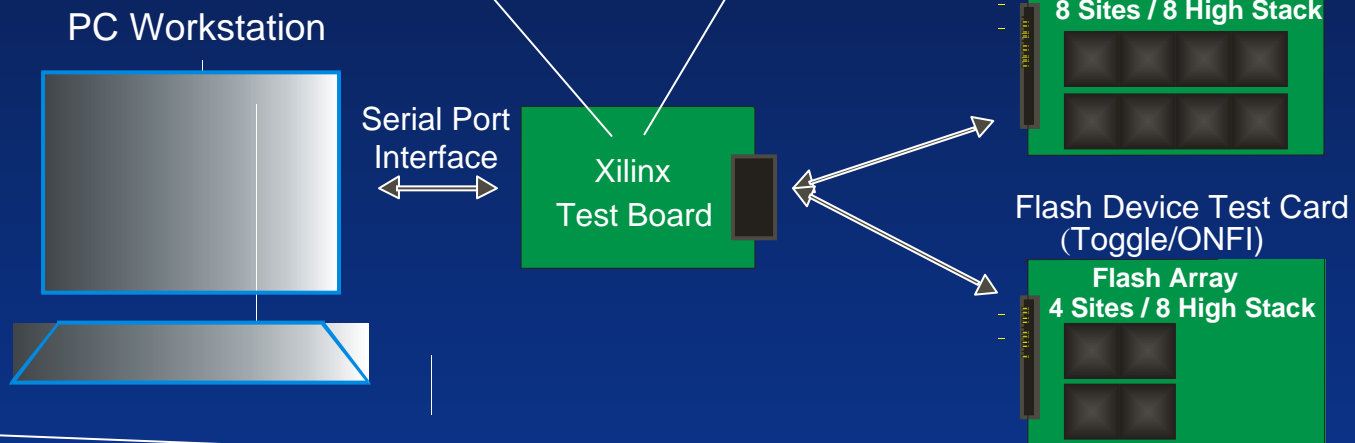 8 Sites / 8 High Stack
PC Workstation
Serial Port
Interface
Xilinx
Test Board
Flash Device Test Card
(Toggle/ONFI)
Flash Array
4 Sites / 8 High Stack